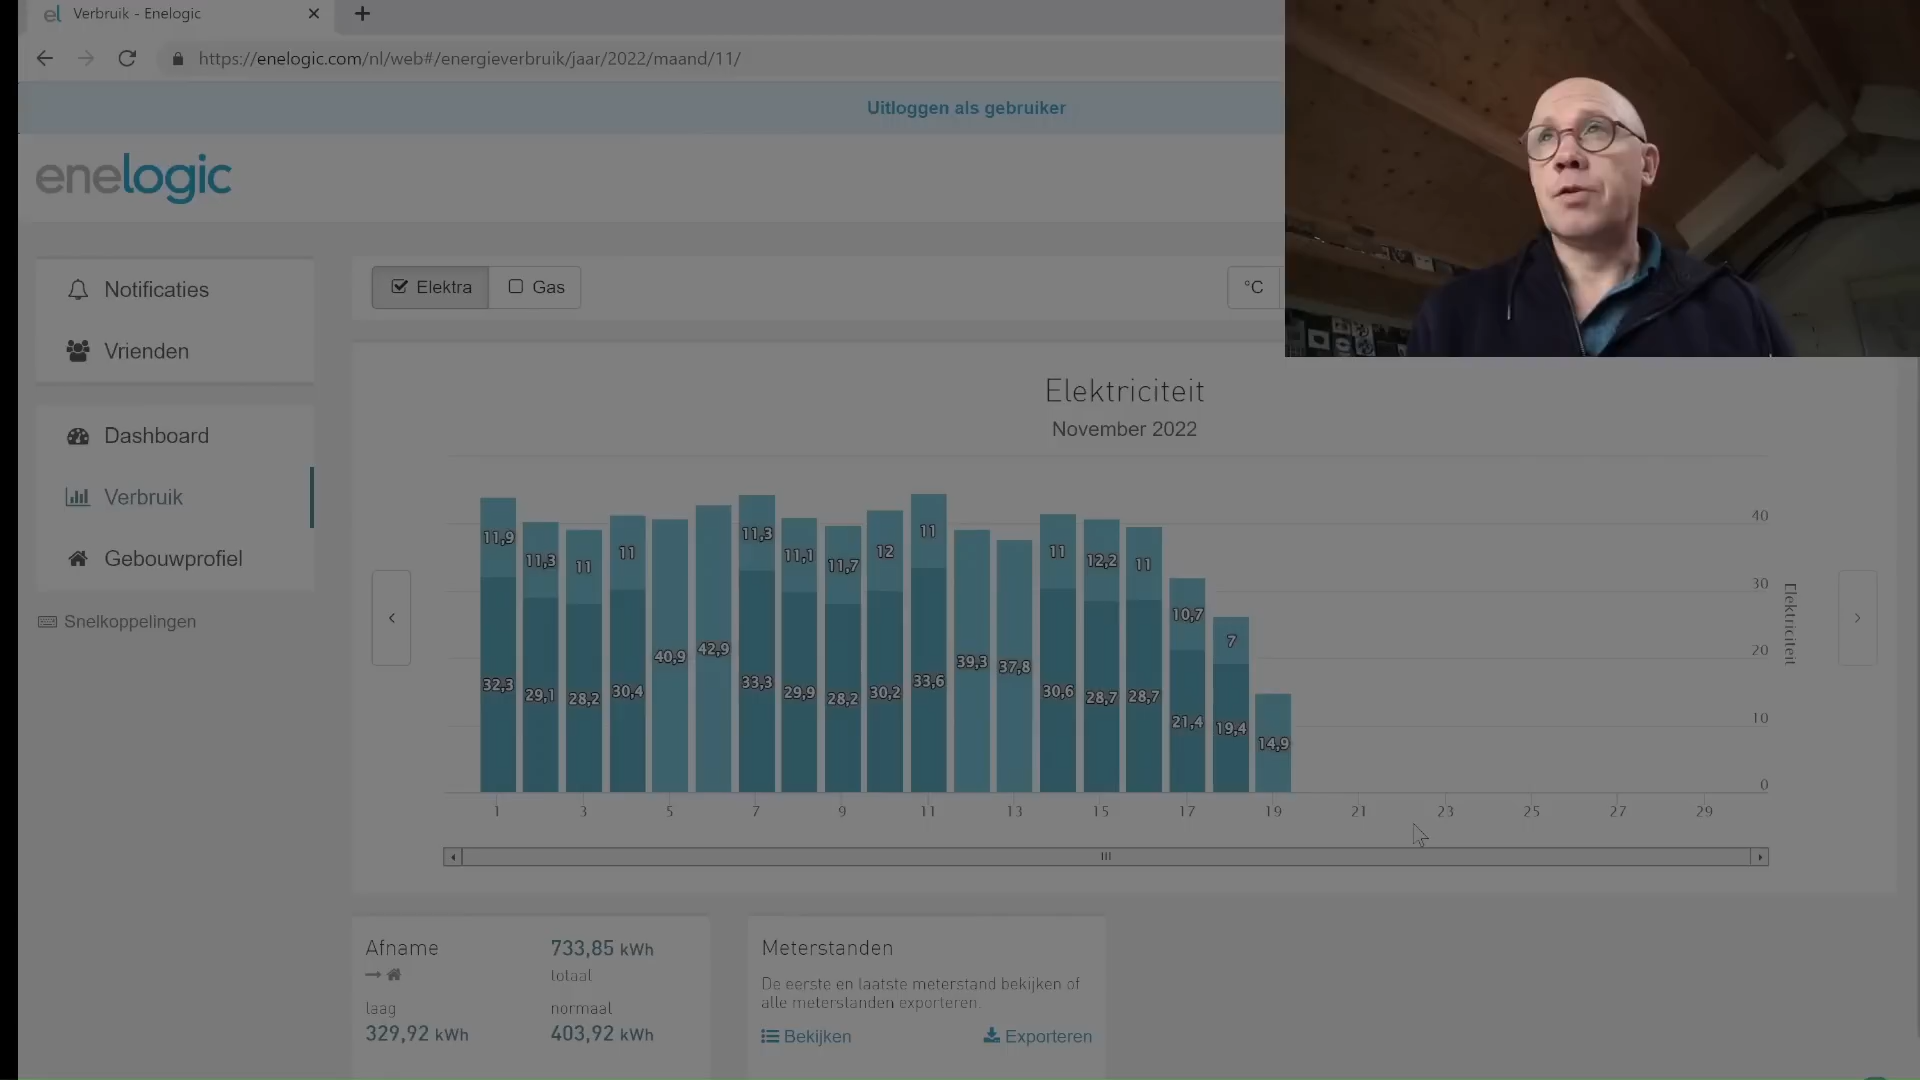 Verbruik - Enelogic
https://enelogic.com/nl/web#/energieverbruik/jaar/2022/maand/11/
Uitloggen als gebruiker
enelogic
Notificaties
Vrienden
Dashboard
Verbruik
Gebouwprofiel
Snelkoppelingen
Elektra
Gas
°C
Elektriciteit
November 2022
11,9 11,3 11 11 11,3 11,1 11,7 12 11 11 12,2 11 10,7 7
32,3 29,1 28,2 30,4 40,9 42,9 33,3 29,9 28,2 30,2 33,6 39,3 37,8 30,6 28,7 28,7 21,4 19,4 14,9
40
30
20
10
0
Elektriciteit
1 3 5 7 9 11 13 15 17 19 21 23 25 27 29
Afname
733,85 kWh
totaal
laag
329,92 kWh
normaal
403,92 kWh
Meterstanden
De eerste en laatste meterstand bekijken of
alle meterstanden exporteren.
Bekijken
Exporteren